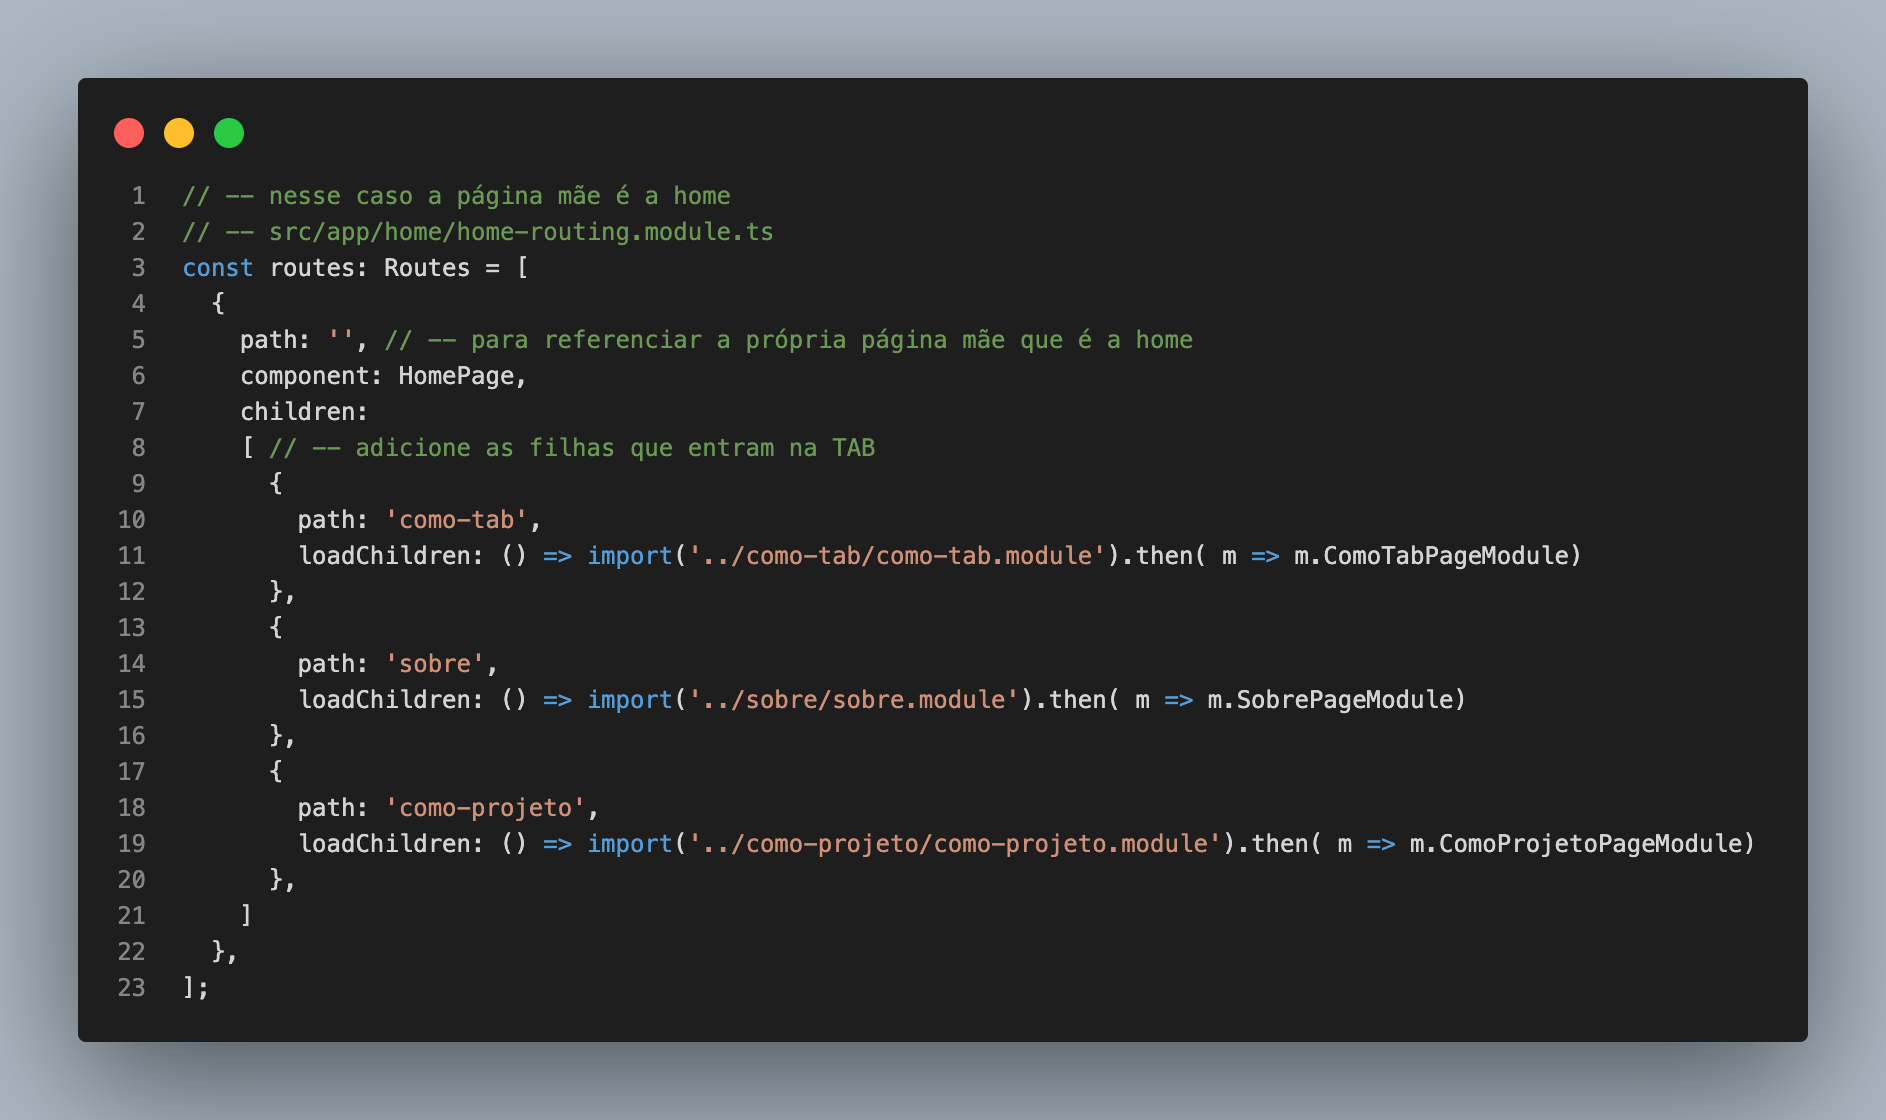 1 // -- nesse caso a página mãe é a home
2 // -- src/app/home/home-routing.module.ts
3 const routes: Routes = [
4   {
5     path: '', // -- para referenciar a própria página mãe que é a home
6     component: HomePage,
7     children:
8     [ // -- adicione as filhas que entram na TAB
9       {
10         path: 'como-tab',
11         loadChildren: () => import('../como-tab/como-tab.module').then( m => m.ComoTabPageModule)
12       },
13       {
14         path: 'sobre',
15         loadChildren: () => import('../sobre/sobre.module').then( m => m.SobrePageModule)
16       },
17       {
18         path: 'como-projeto',
19         loadChildren: () => import('../como-projeto/como-projeto.module').then( m => m.ComoProjetoPageModule)
20       },
21     ]
22   },
23 ];